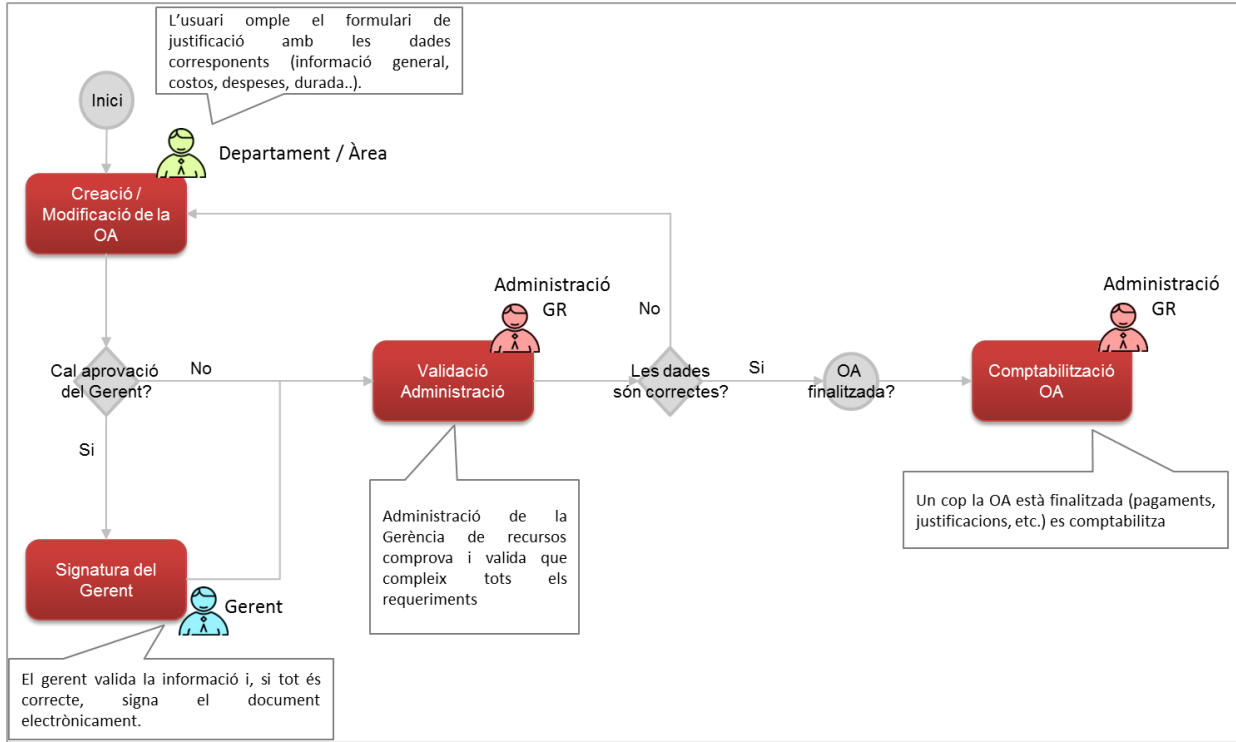 L'usuari omple el formulari de
justificació amb les dades
corresponents (informació general,
costos, despeses, durada..).
Inici
Departament / Àrea
Creació /
Modificació de la
OA
Administració
GR
Administració
GR
No
Cal aprovació
del Gerent?
No
Validació
Administració
Les dades
són correctes?
Si
OA
finalitzada?
Comptabilització
OA
Si
Administració de la
Gerència de recursos
comprova i valida que
compleix tots els
requeriments
Un cop la OA està finalitzada (pagaments,
justificacions, etc.) es comptabilitza
Signatura del
Gerent
Gerent
El gerent valida la informació i, si tot és
correcte, signa el document
electrònicament.